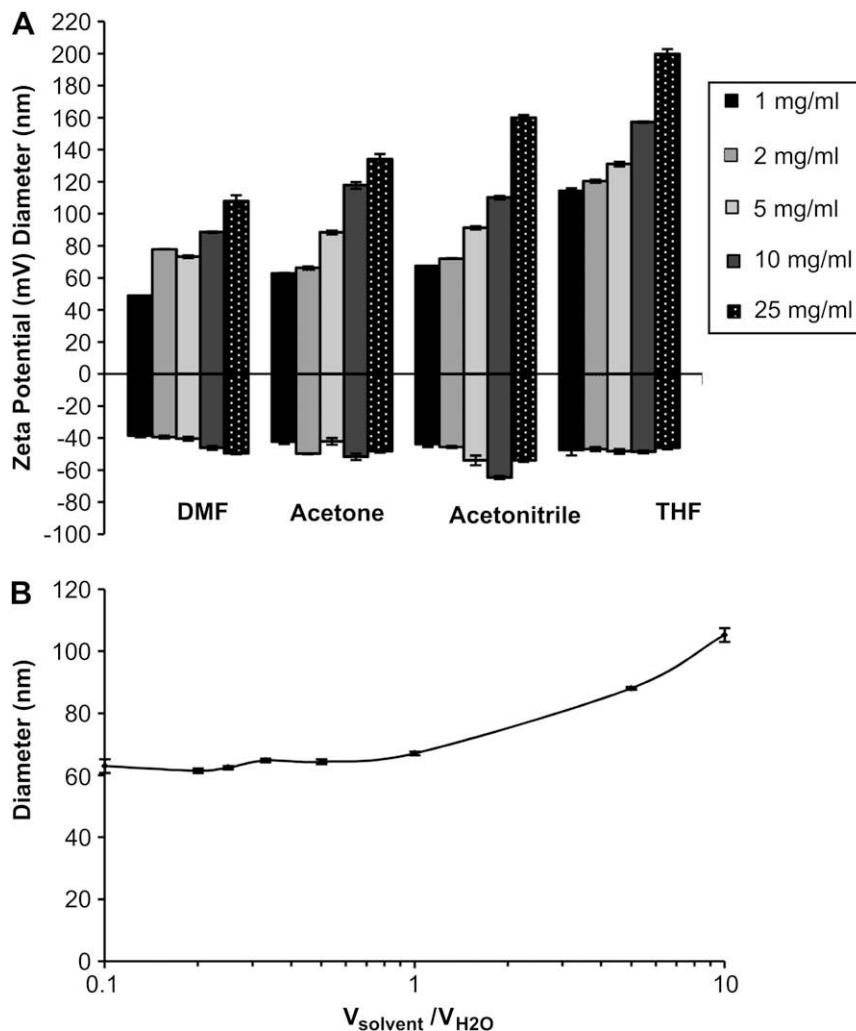 A
Zeta Potential (mV) Diameter (nm)
220
200
180
160
140
120
100
80
60
40
20
0
-20
-40
-60
-80
-100
DMF Acetone Acetonitrile THF
1 mg/ml
2 mg/ml
5 mg/ml
10 mg/ml
25 mg/ml
B
Diameter (nm)
120
100
80
60
40
20
0
0.1 1 10
Vsolvent /VH2O